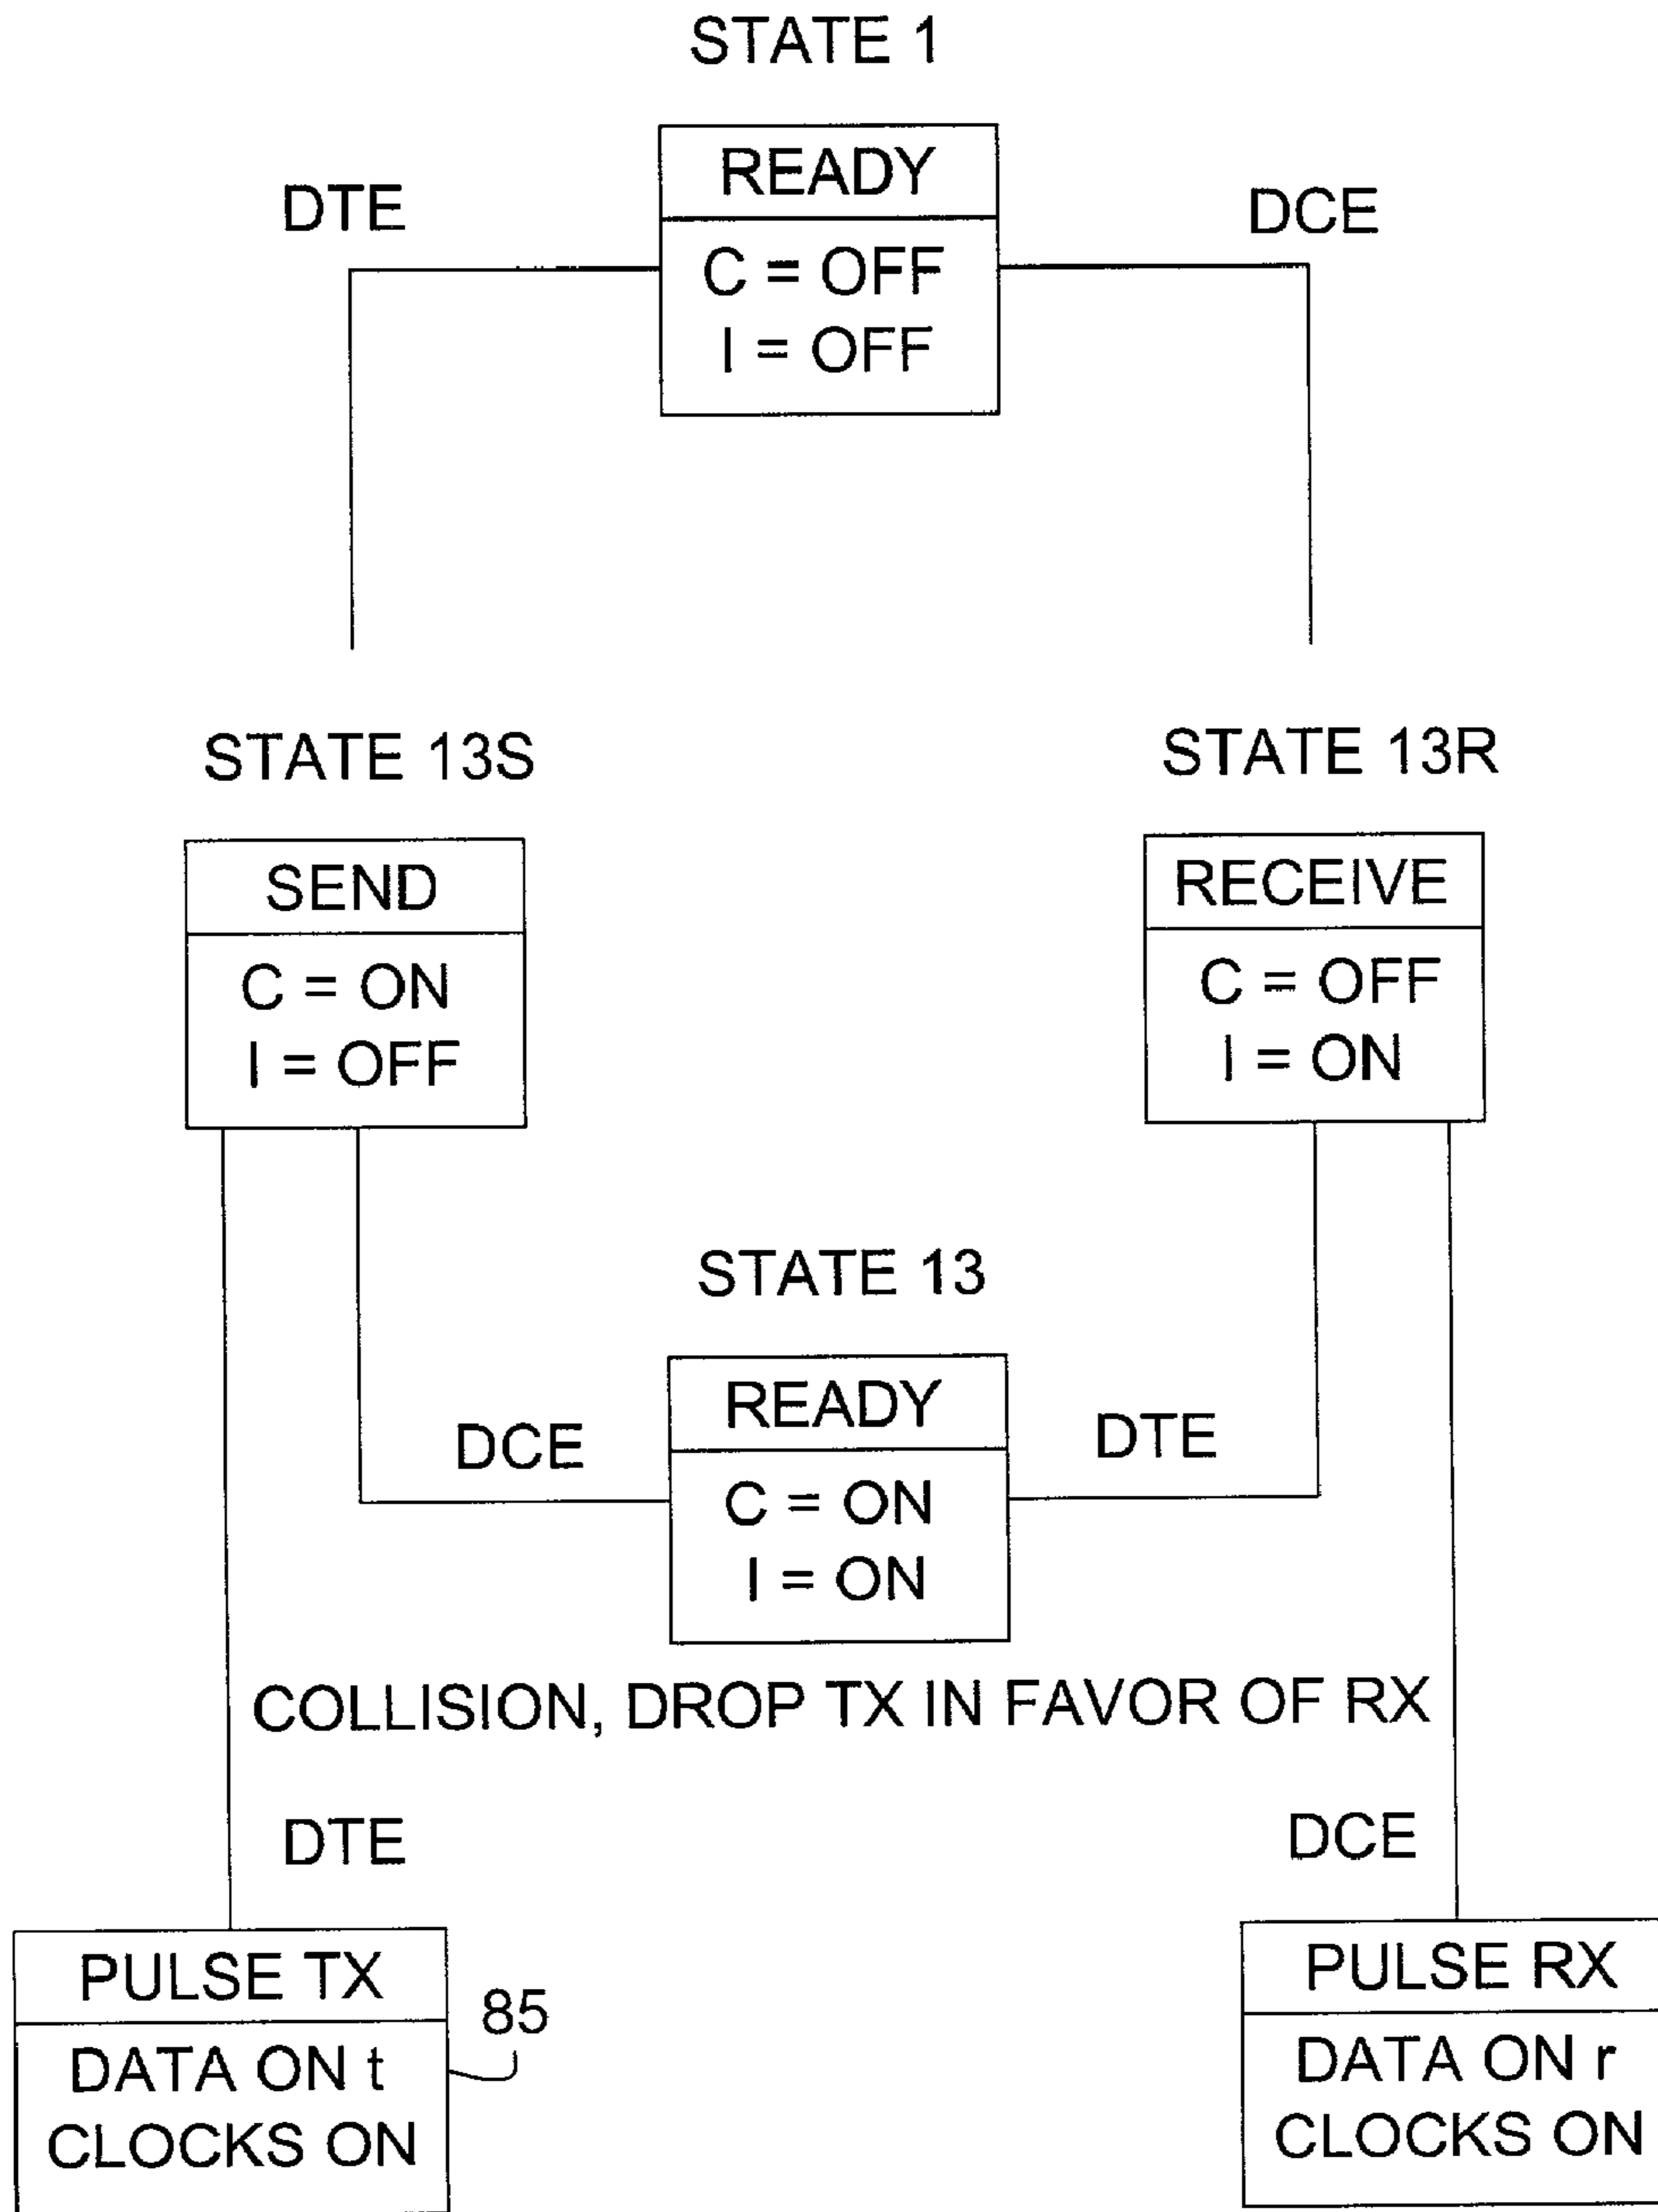 STATE 1
READY
DTE
DCE
C = OFF
I = OFF
STATE 13S
STATE 13R
SEND
C = ON
I = OFF
RECEIVE
C = OFF
I = ON
STATE 13
READY
DCE
DTE
C = ON
I = ON
COLLISION, DROP TX IN FAVOR OF RX
DTE
DCE
PULSE TX
85
DATA ON t
CLOCKS ON
PULSE RX
DATA ON r
CLOCKS ON